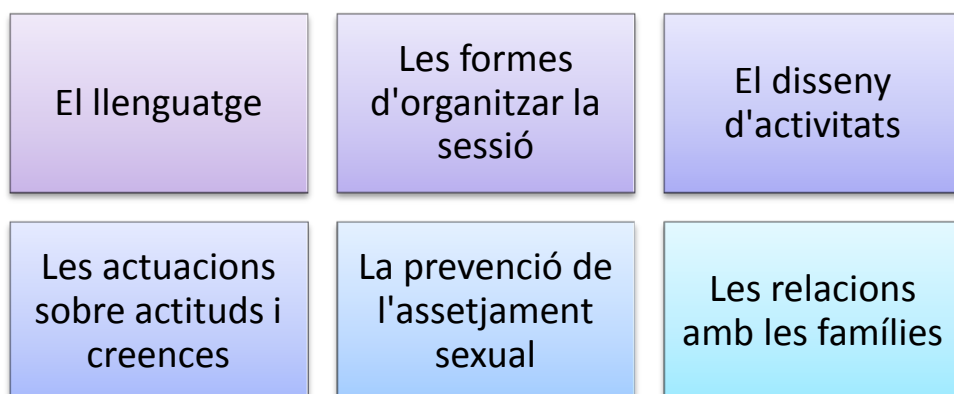 El llenguatge
Les formes
d'organitzar la
sessió
El disseny
d'activitats
Les actuacions
sobre actituds i
creences
La prevenció de
l'assetjament
sexual
Les relacions
amb les famílies